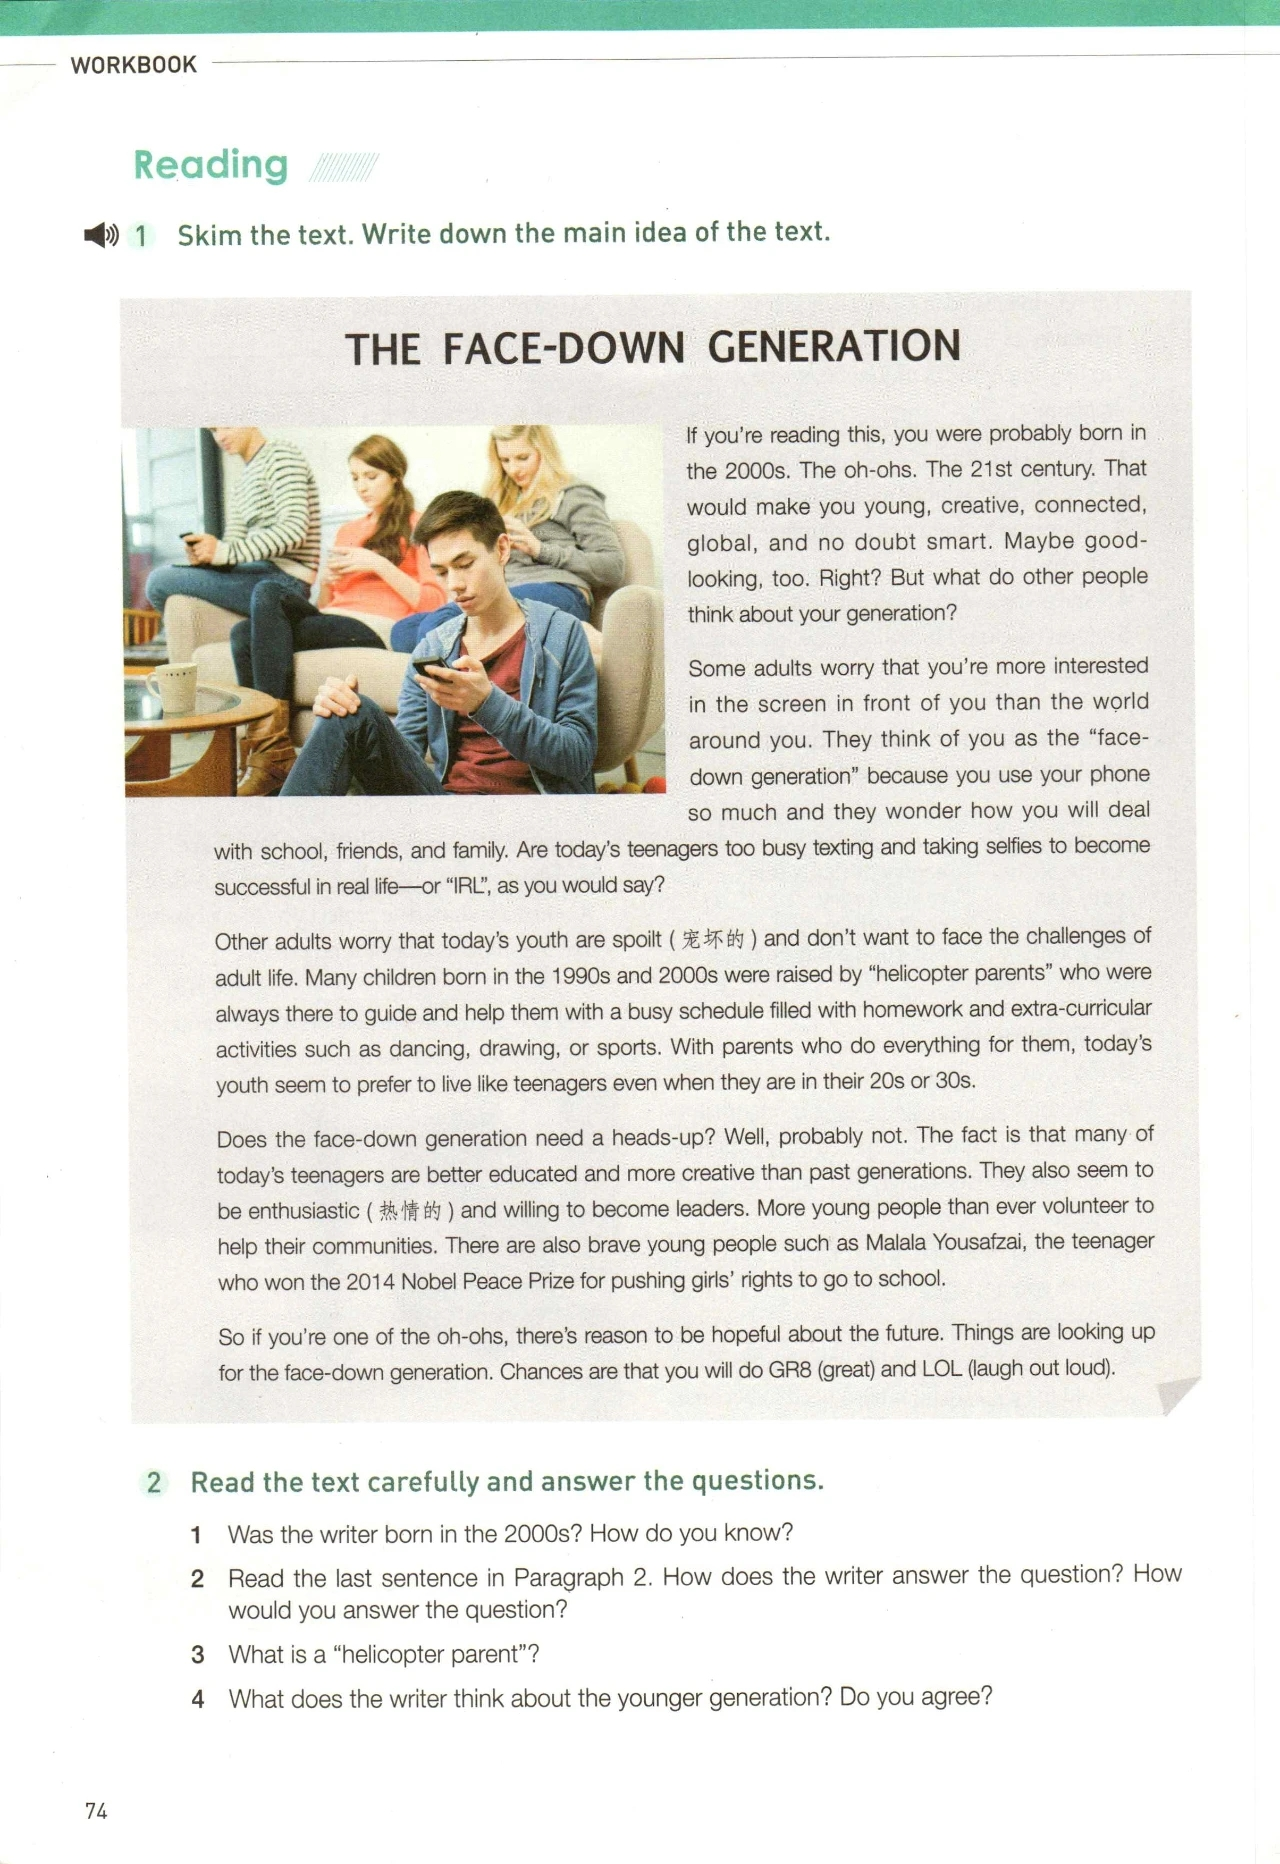 WORKBOOK
Reading
1 Skim the text. Write down the main idea of the text.
THE FACE-DOWN GENERATION
If you're reading this, you were probably born in
the 2000s. The oh-ohs. The 21st century. That
would make you young, creative, connected,
global, and no doubt smart. Maybe good-
looking, too. Right? But what do other people
think about your generation?
Some adults worry that you're more interested
in the screen in front of you than the world
around you. They think of you as the “face-
down generation” because you use your phone
so much and they wonder how you will deal
with school, friends, and family. Are today's teenagers too busy texting and taking selfies to become
successful in real life—or “IRL”, as you would say?
Other adults worry that today's youth are spoilt ( 宠坏的 ) and don't want to face the challenges of
adult life. Many children born in the 1990s and 2000s were raised by “helicopter parents” who were
always there to guide and help them with a busy schedule filled with homework and extra-curricular
activities such as dancing, drawing, or sports. With parents who do everything for them, today's
youth seem to prefer to live like teenagers even when they are in their 20s or 30s.
Does the face-down generation need a heads-up? Well, probably not. The fact is that many of
today's teenagers are better educated and more creative than past generations. They also seem to
be enthusiastic ( 热情的 ) and willing to become leaders. More young people than ever volunteer to
help their communities. There are also brave young people such as Malala Yousafzai, the teenager
who won the 2014 Nobel Peace Prize for pushing girls' rights to go to school.
So if you're one of the oh-ohs, there's reason to be hopeful about the future. Things are looking up
for the face-down generation. Chances are that you will do GR8 (great) and LOL (laugh out loud).
2 Read the text carefully and answer the questions.
1 Was the writer born in the 2000s? How do you know?
2 Read the last sentence in Paragraph 2. How does the writer answer the question? How
would you answer the question?
3 What is a “helicopter parent”?
4 What does the writer think about the younger generation? Do you agree?
74